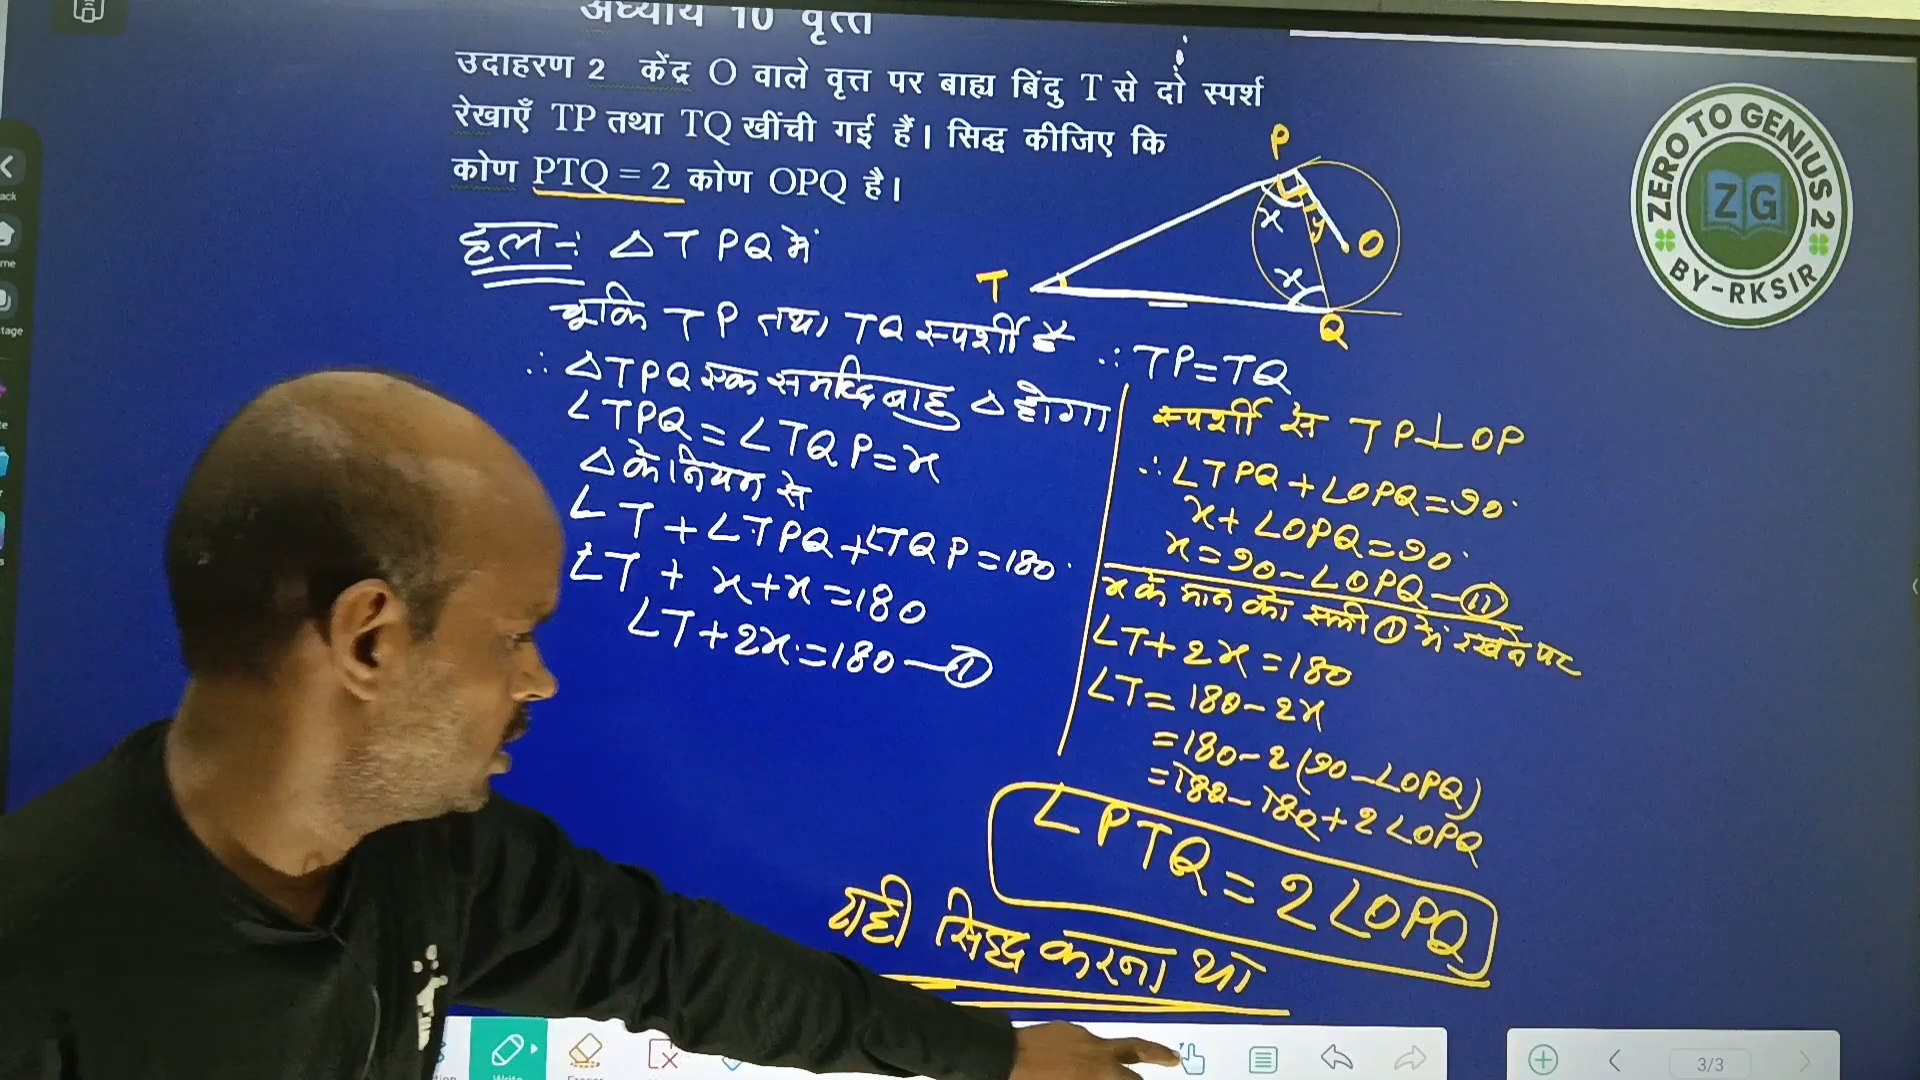 अध्याय 10 वृत्त
उदाहरण 2 केंद्र O वाले वृत्त पर बाह्य बिंदु T से दो स्पर्श
रेखाएँ TP तथा TQ खींची गई हैं। सिद्ध कीजिए कि
कोण PTQ = 2 कोण OPQ है।
हल :- △TPQ में
चूकि TP तथा TQ स्पर्शी है ∴ TP=TQ
∴ △TPQ एक समद्विबाहु △ होगा
∠TPQ = ∠TQP = x
△ के नियम से
∠T + ∠TPQ + ∠TQP = 180°
∠T + x + x = 180
∠T + 2x = 180 — ①
स्पर्शी से TP⊥OP
∴ ∠TPQ + ∠OPQ = 90°
x + ∠OPQ = 90°
x = 90 - ∠OPQ — ⑪
x के मान को समी ① में रखने पर
∠T + 2x = 180
∠T = 180 - 2x
= 180 - 2(90 - ∠OPQ)
= 180 - 180 + 2∠OPQ
∠PTQ = 2∠OPQ
यही सिद्ध करना था
P
x
y
O
T
x
Q
ZERO TO GENIUS 2
ZG
BY-RKSIR
Write
3/3